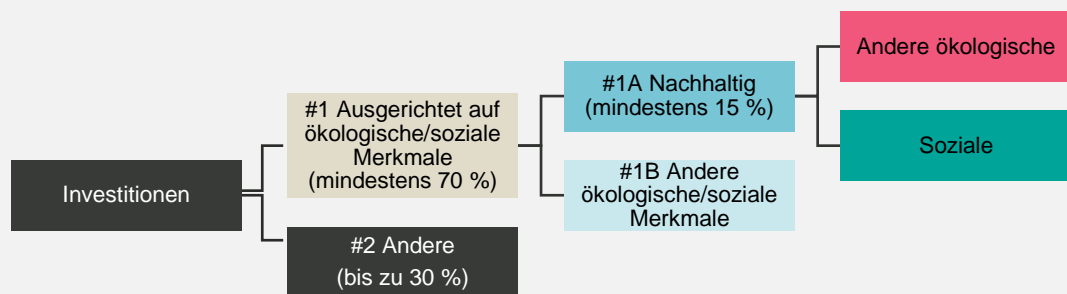 Investitionen
#1 Ausgerichtet auf
ökologische/soziale
Merkmale
(mindestens 70 %)
#2 Andere
(bis zu 30 %)
#1A Nachhaltig
(mindestens 15 %)
#1B Andere
ökologische/soziale
Merkmale
Andere ökologische
Soziale